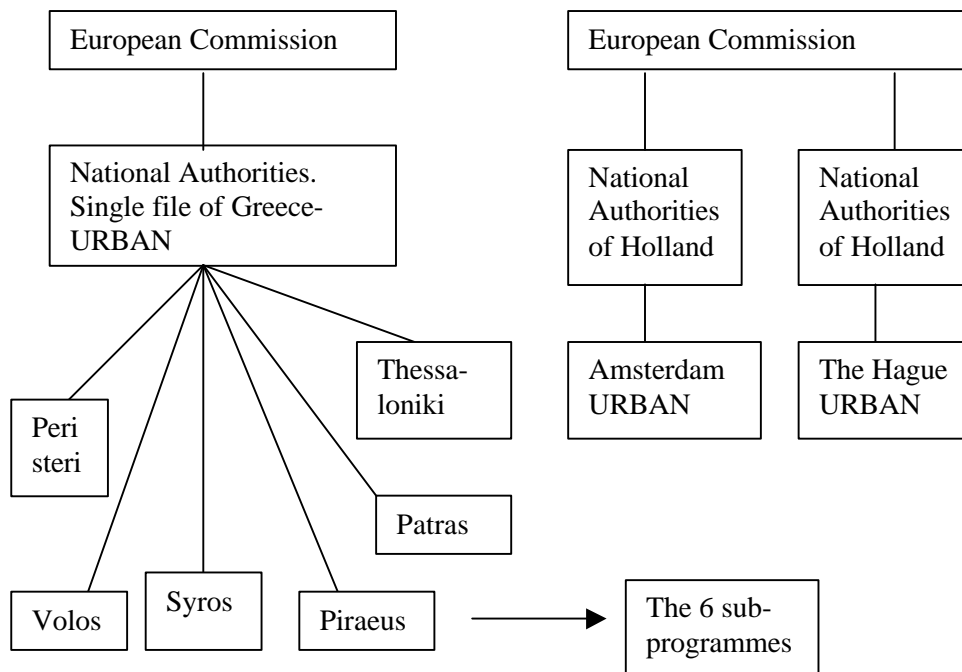 European Commission
National Authorities.
Single file of Greece-
URBAN
Thessa-
loniki
Peri
steri
Patras
Volos
Syros
Piraeus
The 6 sub-
programmes
European Commission
National
Authorities
of Holland
National
Authorities
of Holland
Amsterdam
URBAN
The Hague
URBAN